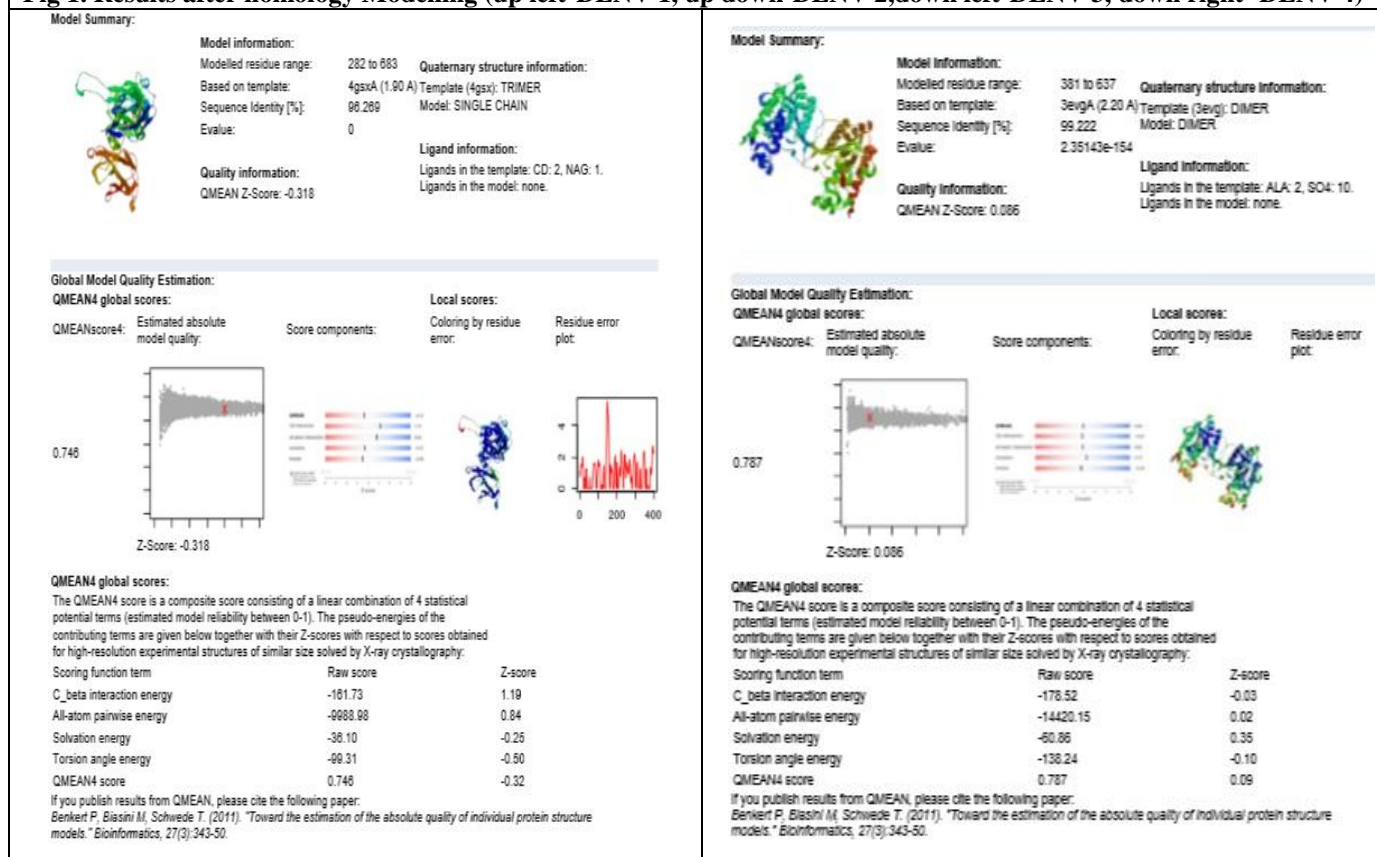 Fig 1: Results after homology Modelling (up left-DENV 1, up down-DENV 2,down left-DENV 3, down right- DENV 4)
Model Summary:
Model information:
Modelled residue range: 282 to 683
Based on template: 4gsxA (1.90 A)
Sequence Identity [%]: 96.269
Evalue: 0
Quality information:
QMEAN Z-Score: -0.318
Quaternary structure information:
Template (4gsx): TRIMER
Model: SINGLE CHAIN
Ligand information:
Ligands in the template: CD: 2, NAG: 1.
Ligands in the model: none.
Global Model Quality Estimation:
QMEAN4 global scores:
Local scores:
QMEANscore4:
Estimated absolute
model quality:
Score components:
Coloring by residue
error:
Residue error
plot:
0.746
4
2
0
0 200 400
Z-Score: -0.318
QMEAN4 global scores:
The QMEAN4 score is a composite score consisting of a linear combination of 4 statistical
potential terms (estimated model reliability between 0-1). The pseudo-energies of the
contributing terms are given below together with their Z-scores with respect to scores obtained
for high-resolution experimental structures of similar size solved by X-ray crystallography:
Scoring function term Raw score Z-score
C_beta interaction energy -161.73 1.19
All-atom pairwise energy -9988.98 0.84
Solvation energy -36.10 -0.25
Torsion angle energy -99.31 -0.50
QMEAN4 score 0.746 -0.32
If you publish results from QMEAN, please cite the following paper:
Benkert P, Biasini M, Schwede T. (2011). "Toward the estimation of the absolute quality of individual protein structure
models." Bioinformatics, 27(3):343-50.
Model Summary:
Model information:
Modelled residue range: 381 to 637
Based on template: 3evgA (2.20 A)
Sequence Identity [%]: 99.222
Evalue: 2.35143e-154
Quality information:
QMEAN Z-Score: 0.086
Quaternary structure information:
Template (3evg): DIMER
Model: DIMER
Ligand information:
Ligands in the template: ALA: 2, SO4: 10.
Ligands in the model: none.
Global Model Quality Estimation:
QMEAN4 global scores:
Local scores:
QMEANscore4:
Estimated absolute
model quality:
Score components:
Coloring by residue
error:
Residue error
plot:
0.787
Z-Score: 0.086
QMEAN4 global scores:
The QMEAN4 score is a composite score consisting of a linear combination of 4 statistical
potential terms (estimated model reliability between 0-1). The pseudo-energies of the
contributing terms are given below together with their Z-scores with respect to scores obtained
for high-resolution experimental structures of similar size solved by X-ray crystallography:
Scoring function term Raw score Z-score
C_beta interaction energy -178.52 -0.03
All-atom pairwise energy -14420.15 0.02
Solvation energy -60.86 0.35
Torsion angle energy -138.24 -0.10
QMEAN4 score 0.787 0.09
If you publish results from QMEAN, please cite the following paper:
Benkert P, Biasini M, Schwede T. (2011). "Toward the estimation of the absolute quality of individual protein structure
models." Bioinformatics, 27(3):343-50.